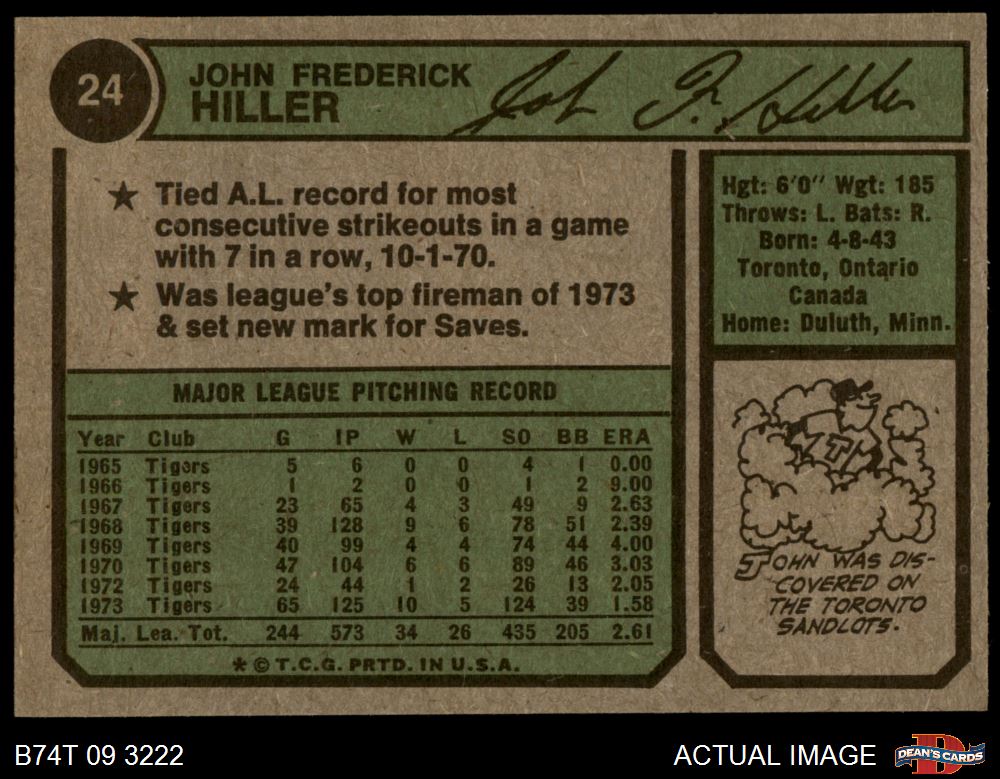 24
JOHN FREDERICK
HILLER
John F. Hiller
★ Tied A.L. record for most
consecutive strikeouts in a game
with 7 in a row, 10-1-70.
★ Was league's top fireman of 1973
& set new mark for Saves.
Hgt: 6'0" Wgt: 185
Throws: L. Bats: R.
Born: 4-8-43
Toronto, Ontario
Canada
Home: Duluth, Minn.
MAJOR LEAGUE PITCHING RECORD
Year Club G IP W L SO BB ERA
1965 Tigers 5 6 0 0 4 1 0.00
1966 Tigers 1 2 0 0 1 2 9.00
1967 Tigers 23 65 4 3 49 9 2.63
1968 Tigers 39 128 9 6 78 51 2.39
1969 Tigers 40 99 4 4 74 44 4.00
1970 Tigers 47 104 6 6 89 46 3.03
1972 Tigers 24 44 1 2 26 13 2.05
1973 Tigers 65 125 10 5 124 39 1.58
Maj. Lea. Tot. 244 573 34 26 435 205 2.61
* © T.C.G. PRTD. IN U.S.A.
JOHN WAS DIS-
COVERED ON
THE TORONTO
SANDLOTS.
B74T 09 3222
ACTUAL IMAGE
DEAN'S CARDS